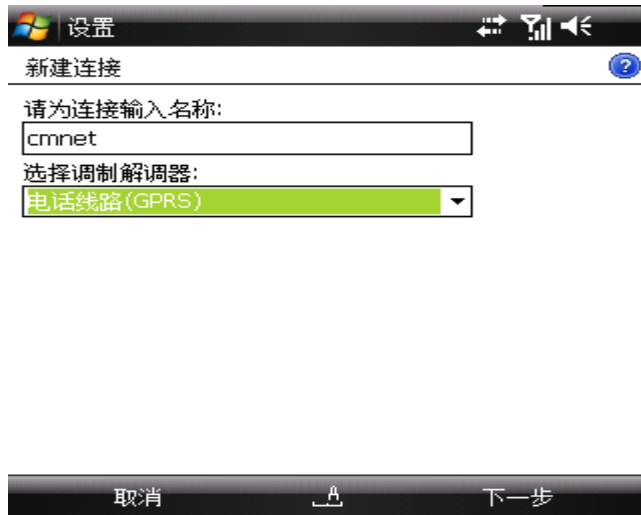 设置
新建连接
请为连接输入名称:
cmnet
选择调制解调器:
电话线路(GPRS)
取消
下一步